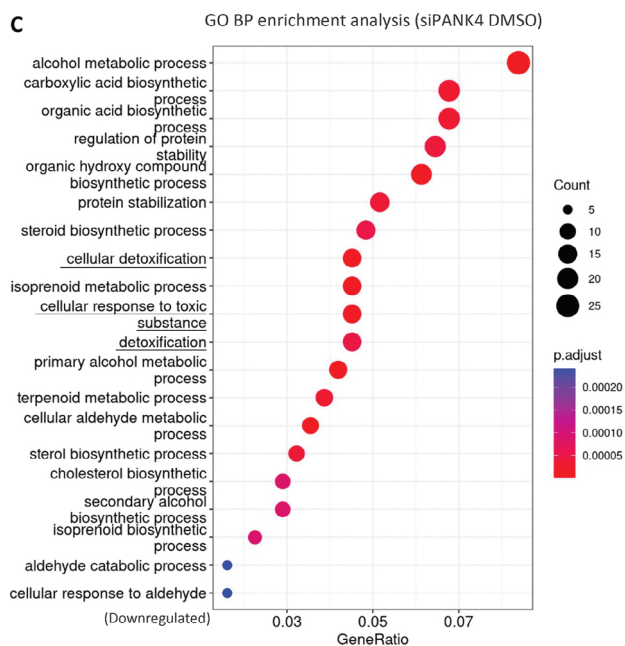 C
GO BP enrichment analysis (siPANK4 DMSO)
alcohol metabolic process
carboxylic acid biosynthetic
process
organic acid biosynthetic
process
regulation of protein
stability
organic hydroxy compound
biosynthetic process
protein stabilization
steroid biosynthetic process
cellular detoxification
isoprenoid metabolic process
cellular response to toxic
substance
detoxification
primary alcohol metabolic
process
terpenoid metabolic process
cellular aldehyde metabolic
process
sterol biosynthetic process
cholesterol biosynthetic
process
secondary alcohol
biosynthetic process
isoprenoid biosynthetic
process
aldehyde catabolic process
cellular response to aldehyde
(Downregulated)
0.03 0.05 0.07
GeneRatio
Count
5
10
15
20
25
p.adjust
0.00020
0.00015
0.00010
0.00005